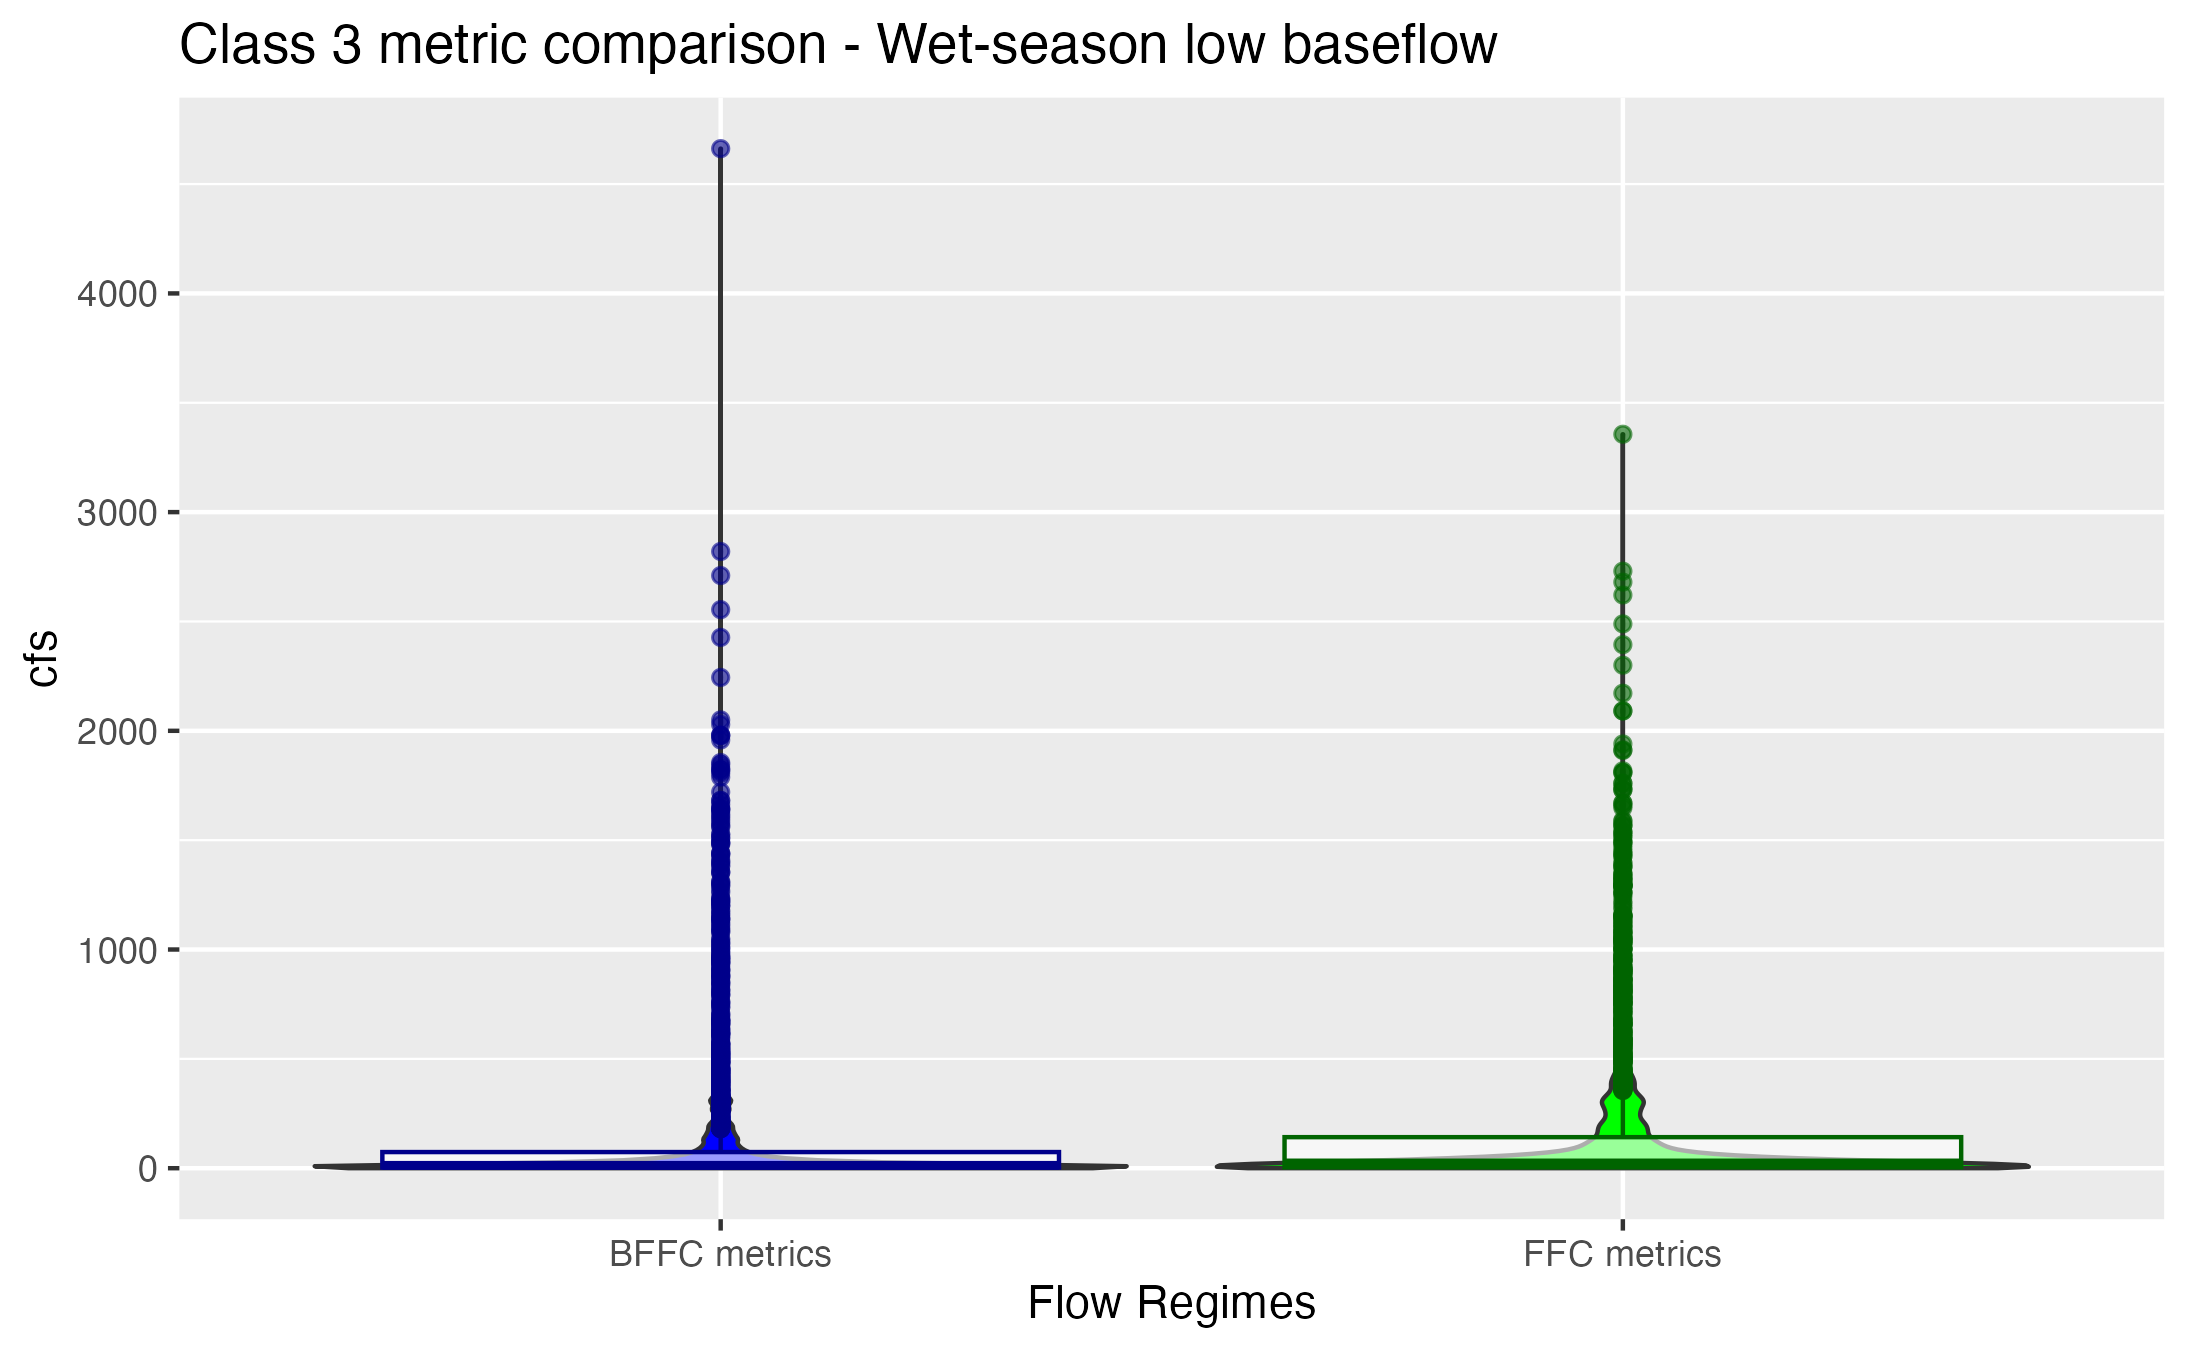 Class 3 metric comparison - Wet-season low baseflow
4000
3000
2000
1000
0
cfs
BFFC metrics
FFC metrics
Flow Regimes